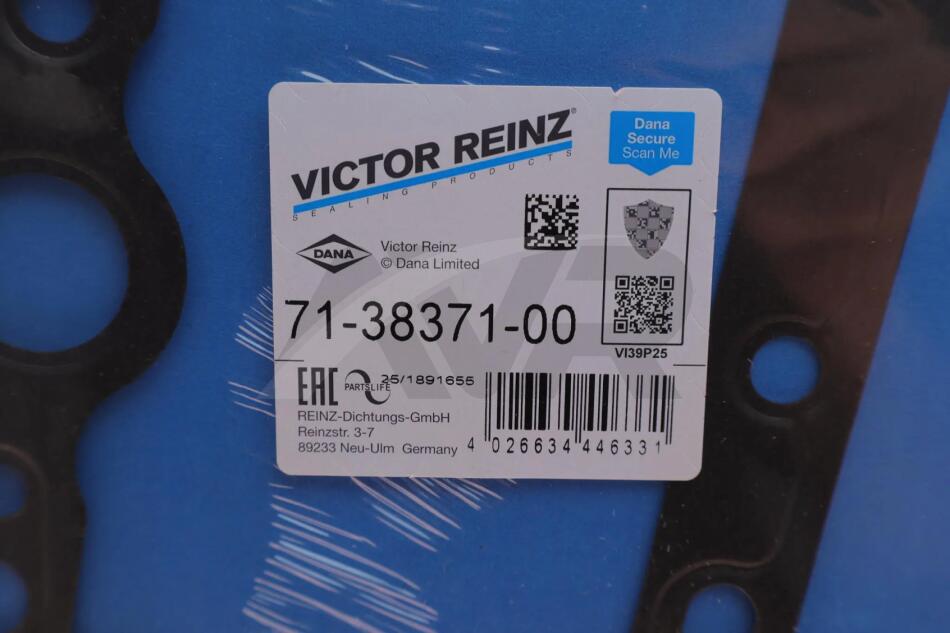 VICTOR REINZ®
SEALING PRODUCTS
Dana
Secure
Scan Me
DANA
Victor Reinz
© Dana Limited
71-38371-00
VI39P25
EAC
PARTSLIFE
25/1891655
REINZ-Dichtungs-GmbH
Reinzstr. 3-7
89233 Neu-Ulm Germany
4 026634 446331
AVR